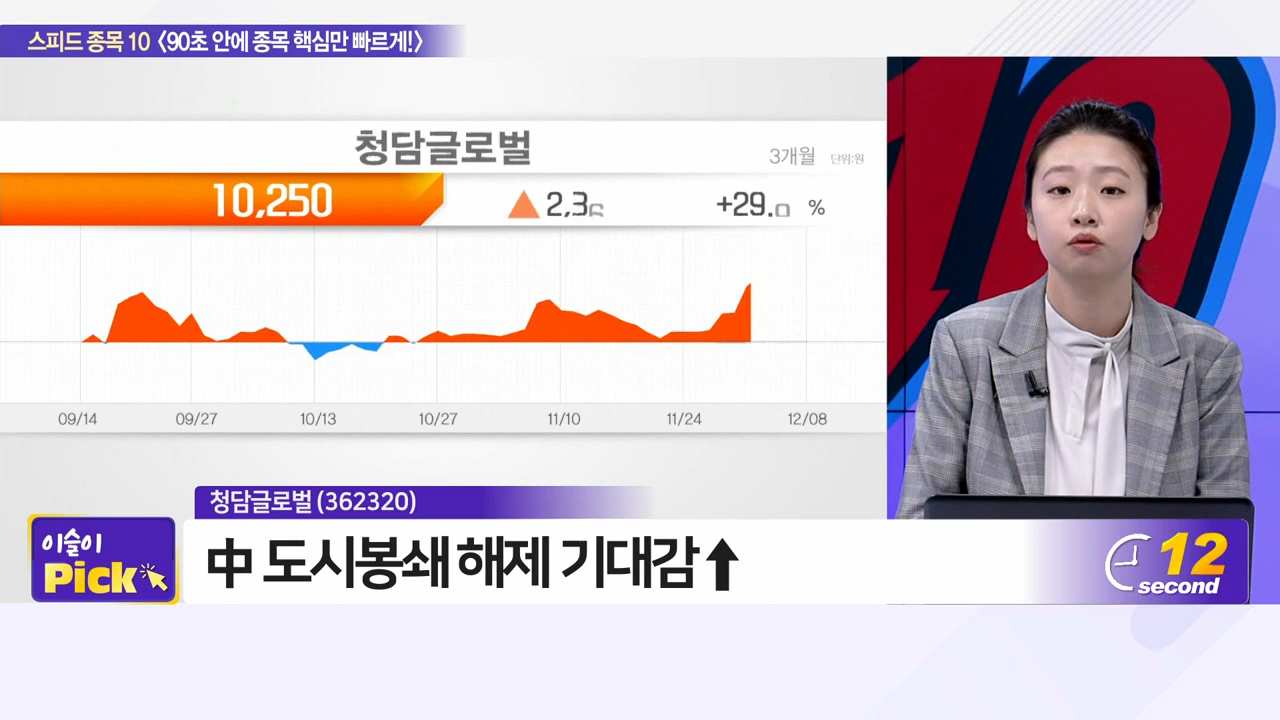 스피드 종목 10 〈90초 안에 종목 핵심만 빠르게!〉
청담글로벌
3개월 단위:원
10,250 ▲ 2,3 +29. %
09/14 09/27 10/13 10/27 11/10 11/24 12/08
청담글로벌 (362320)
이슬이
Pick
中 도시봉쇄 해제 기대감↑
12
second